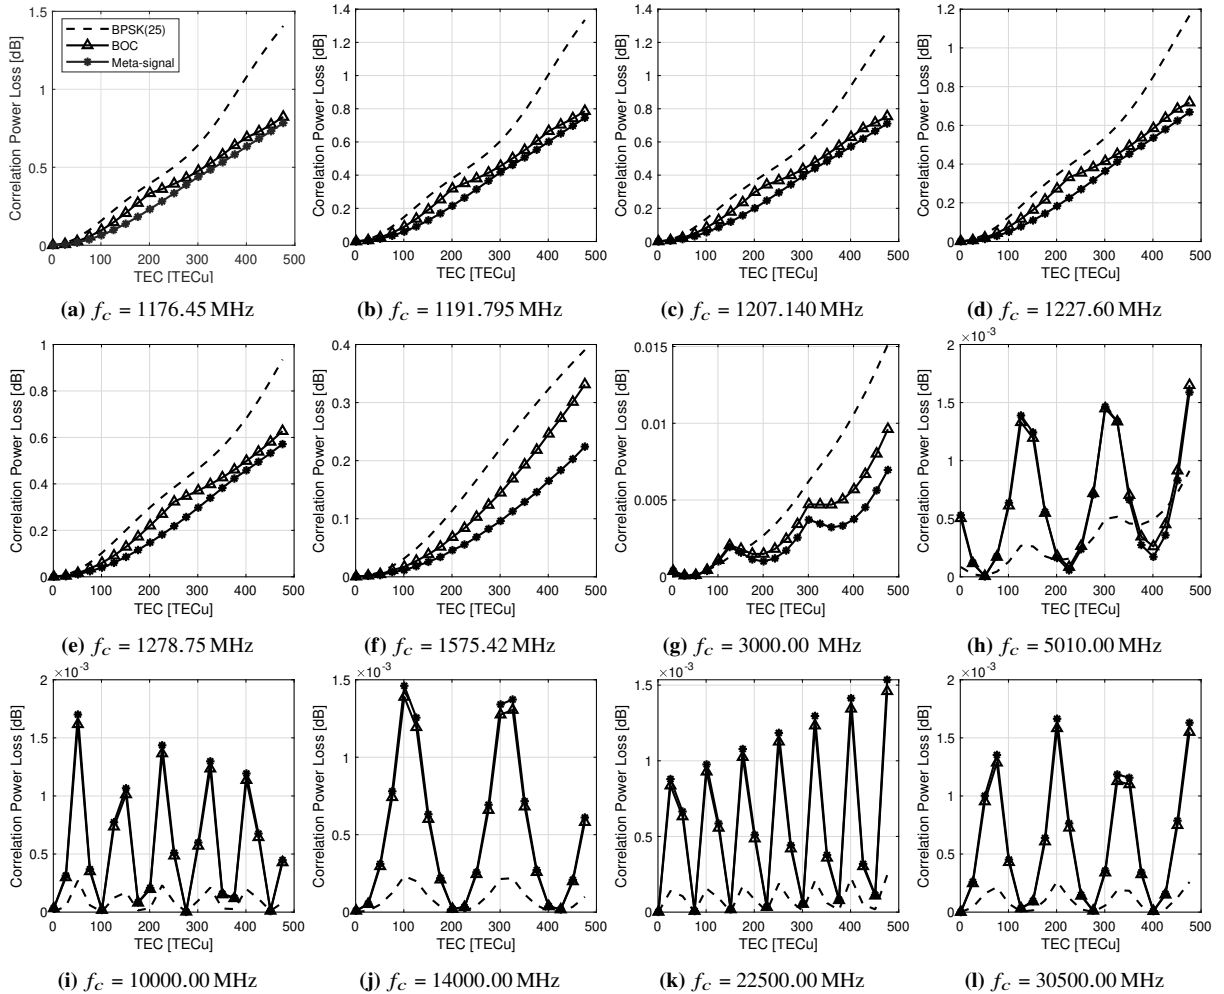 1.5
1
0.5
0
Correlation Power Loss [dB]
BPSK(25)
BOC
Meta-signal
0 100 200 300 400 500
TEC [TECu]
(a) fc = 1176.45 MHz
1.4
1.2
1
0.8
0.6
0.4
0.2
0
Correlation Power Loss [dB]
0 100 200 300 400 500
TEC [TECu]
(b) fc = 1191.795 MHz
1.4
1.2
1
0.8
0.6
0.4
0.2
0
Correlation Power Loss [dB]
0 100 200 300 400 500
TEC [TECu]
(c) fc = 1207.140 MHz
1.2
1
0.8
0.6
0.4
0.2
0
Correlation Power Loss [dB]
0 100 200 300 400 500
TEC [TECu]
(d) fc = 1227.60 MHz
1
0.8
0.6
0.4
0.2
0
Correlation Power Loss [dB]
0 100 200 300 400 500
TEC [TECu]
(e) fc = 1278.75 MHz
0.4
0.3
0.2
0.1
0
Correlation Power Loss [dB]
0 100 200 300 400 500
TEC [TECu]
(f) fc = 1575.42 MHz
0.015
0.01
0.005
0
Correlation Power Loss [dB]
0 100 200 300 400 500
TEC [TECu]
(g) fc = 3000.00 MHz
×10-3
2
1.5
1
0.5
0
Correlation Power Loss [dB]
0 100 200 300 400 500
TEC [TECu]
(h) fc = 5010.00 MHz
×10-3
2
1.5
1
0.5
0
Correlation Power Loss [dB]
0 100 200 300 400 500
TEC [TECu]
(i) fc = 10000.00 MHz
×10-3
1.5
1
0.5
0
Correlation Power Loss [dB]
0 100 200 300 400 500
TEC [TECu]
(j) fc = 14000.00 MHz
×10-3
1.5
1
0.5
0
Correlation Power Loss [dB]
0 100 200 300 400 500
TEC [TECu]
(k) fc = 22500.00 MHz
×10-3
2
1.5
1
0.5
0
Correlation Power Loss [dB]
0 100 200 300 400 500
TEC [TECu]
(l) fc = 30500.00 MHz